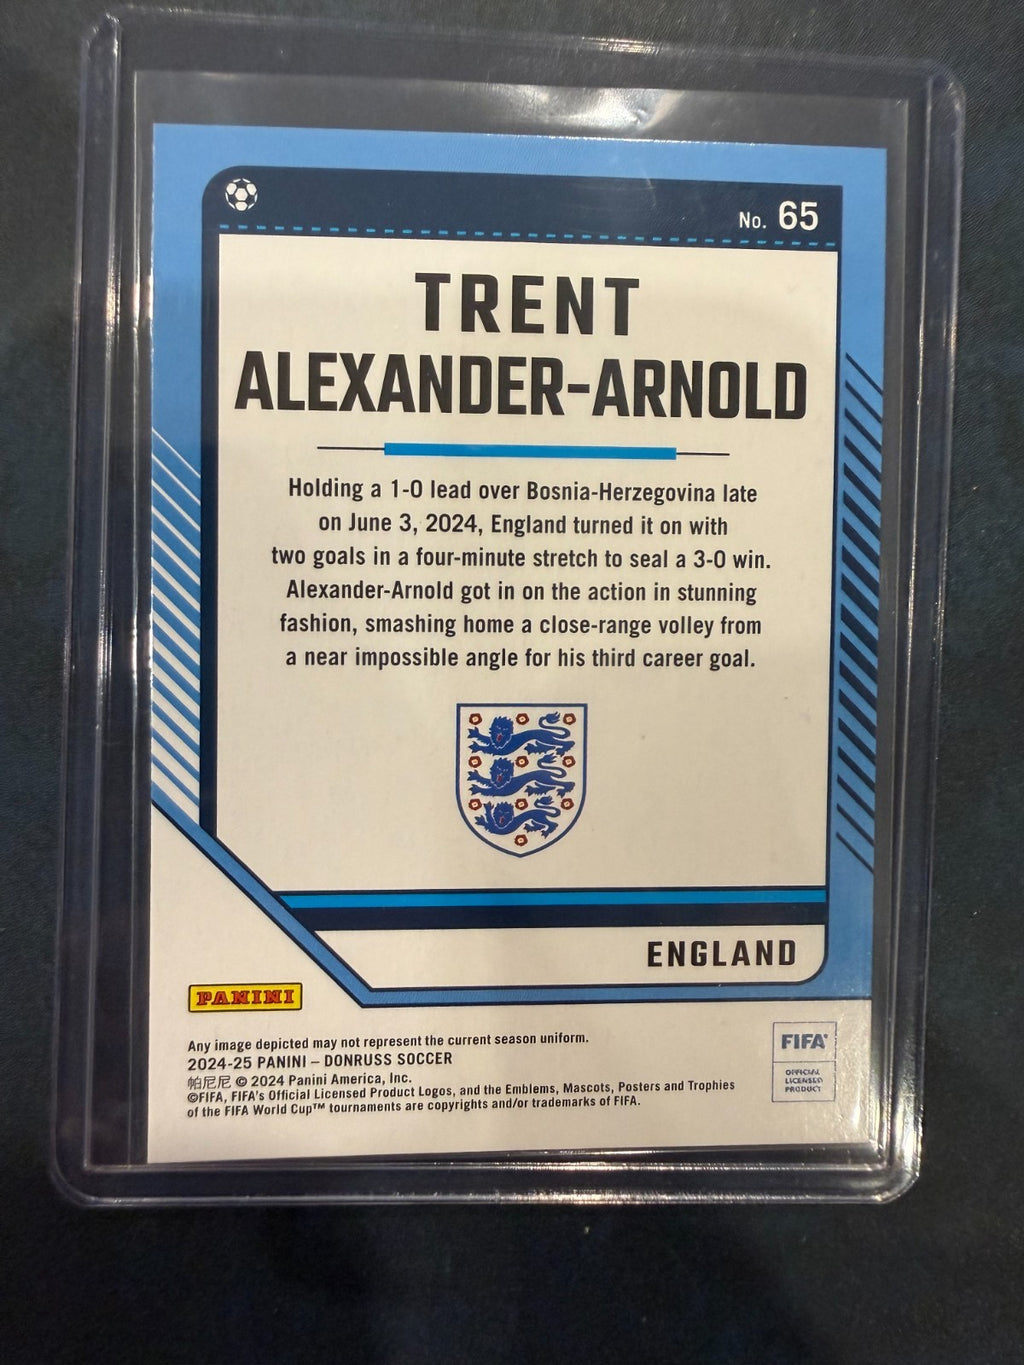 No. 65
TRENT
ALEXANDER-ARNOLD
Holding a 1-0 lead over Bosnia-Herzegovina late
on June 3, 2024, England turned it on with
two goals in a four-minute stretch to seal a 3-0 win.
Alexander-Arnold got in on the action in stunning
fashion, smashing home a close-range volley from
a near impossible angle for his third career goal.
ENGLAND
PANINI
Any image depicted may not represent the current season uniform.
2024-25 PANINI – DONRUSS SOCCER
帕尼尼 © 2024 Panini America, Inc.
©FIFA, FIFA's Official Licensed Product Logos, and the Emblems, Mascots, Posters and Trophies
of the FIFA World Cup™ tournaments are copyrights and/or trademarks of FIFA.
FIFA®
OFFICIAL
LICENSED
PRODUCT